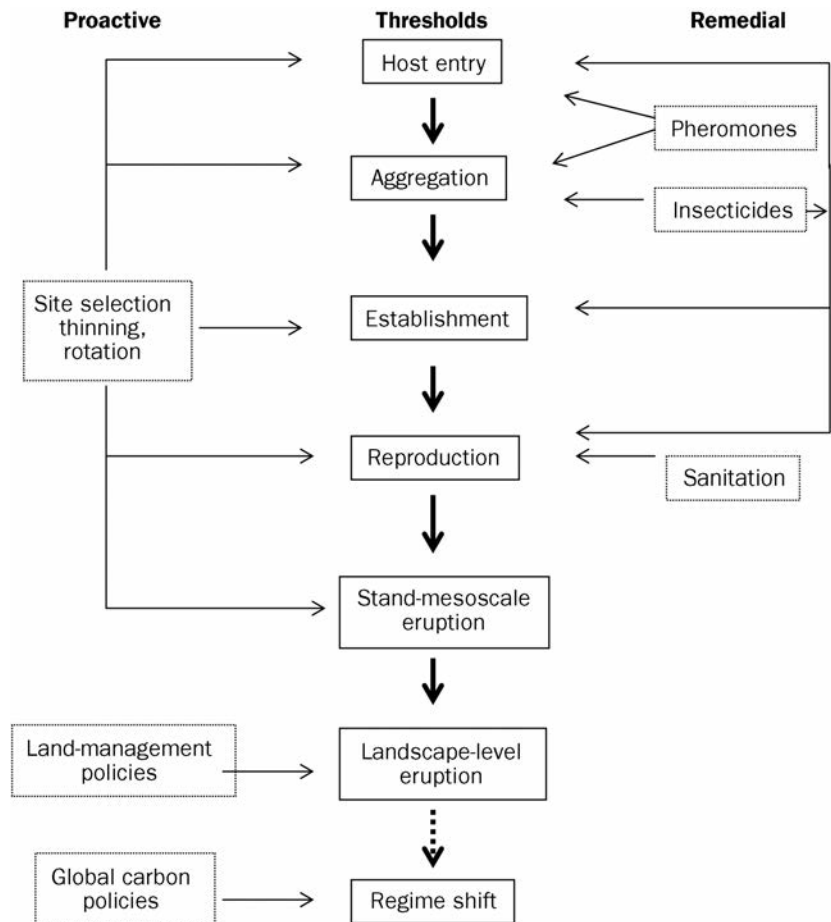 Proactive
Thresholds
Remedial
Host entry
Pheromones
Aggregation
Insecticides
Site selection
thinning,
rotation
Establishment
Reproduction
Sanitation
Stand-mesoscale
eruption
Land-management
policies
Landscape-level
eruption
Global carbon
policies
Regime shift